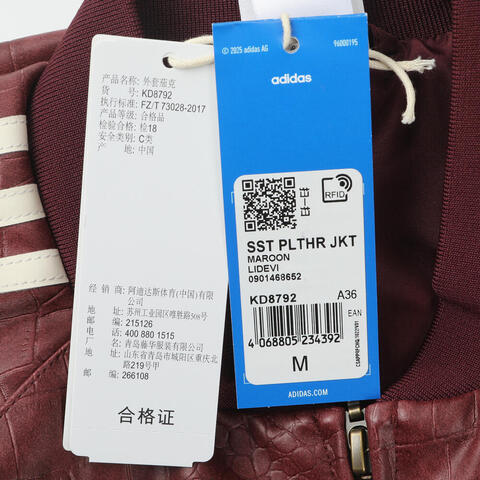 产品名称: 外套茄克
货 号: KD8792
执行标准: FZ/T 73028-2017
产品等级: 合格品
检验合格: 检18
安全类别: C类
产 地: 中国
经 销 商: 阿迪达斯体育(中国)有限公司
地 址: 苏州工业园区唯胜路508号
邮 编: 215126
电 话: 400 880 1515
厂 家: 青岛藤华服装有限公司
地 址: 山东省青岛市城阳区重庆北路219号甲
邮 编: 266108
合格证
© 2025 adidas AG
96000195
adidas
RFID
SST PLTHR JKT
MAROON
LIDEVI
0901468652
KD8792 A36
EAN
4 068805 234392
M
ADIDAS.COM